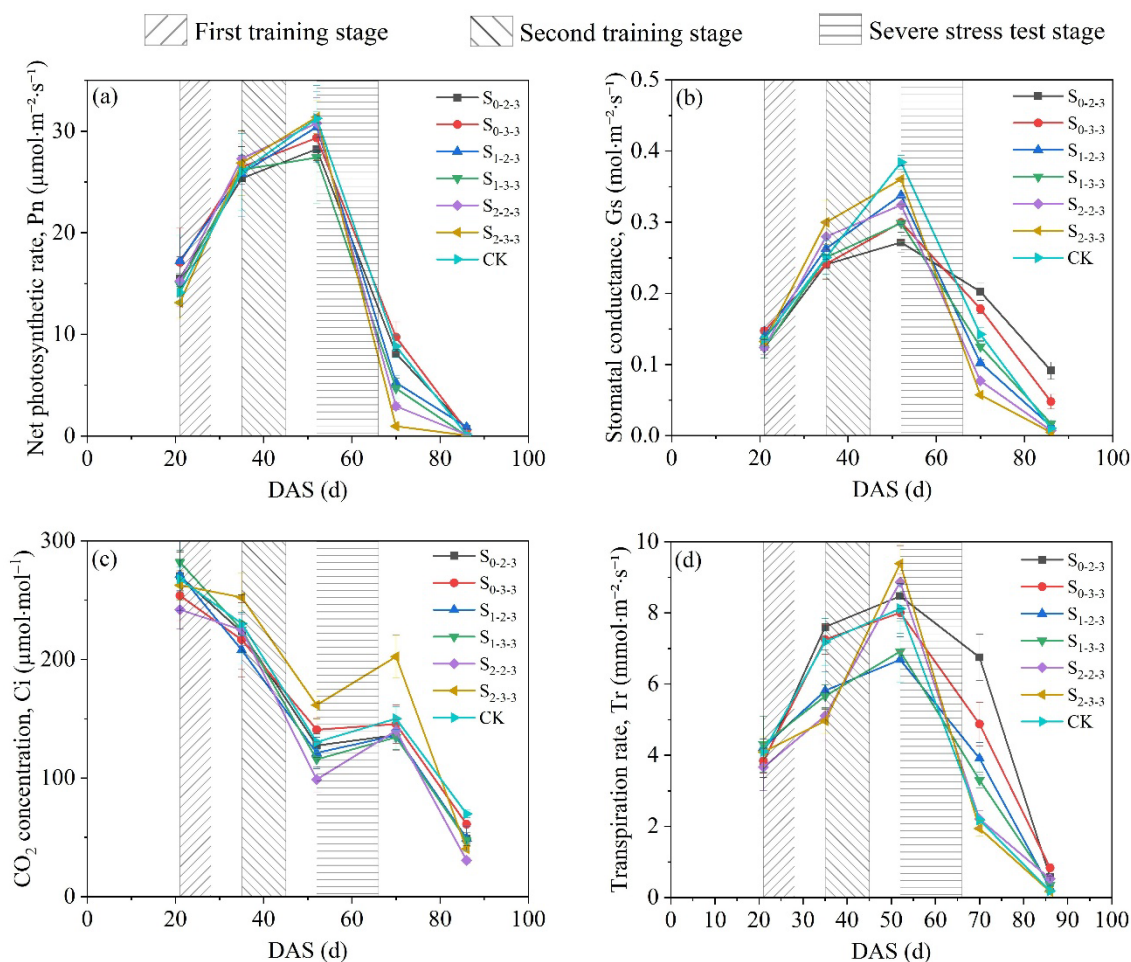 First training stage Second training stage Severe stress test stage
(a)
Net photosynthetic rate, Pn (μmol·m⁻²·s⁻¹)
30
20
10
0
0 20 40 60 80 100
DAS (d)
S₀₋₂₋₃
S₀₋₃₋₃
S₁₋₂₋₃
S₁₋₃₋₃
S₂₋₂₋₃
S₂₋₃₋₃
CK
(b)
Stomatal conductance, Gs (mol·m⁻²·s⁻¹)
0.5
0.4
0.3
0.2
0.1
0.0
0 20 40 60 80 100
DAS (d)
S₀₋₂₋₃
S₀₋₃₋₃
S₁₋₂₋₃
S₁₋₃₋₃
S₂₋₂₋₃
S₂₋₃₋₃
CK
(c)
CO₂ concentration, Ci (μmol·mol⁻¹)
300
200
100
0
0 20 40 60 80 100
DAS (d)
S₀₋₂₋₃
S₀₋₃₋₃
S₁₋₂₋₃
S₁₋₃₋₃
S₂₋₂₋₃
S₂₋₃₋₃
CK
(d)
Transpiration rate, Tr (mmol·m⁻²·s⁻¹)
10
8
6
4
2
0
0 10 20 30 40 50 60 70 80 90 100
DAS (d)
S₀₋₂₋₃
S₀₋₃₋₃
S₁₋₂₋₃
S₁₋₃₋₃
S₂₋₂₋₃
S₂₋₃₋₃
CK